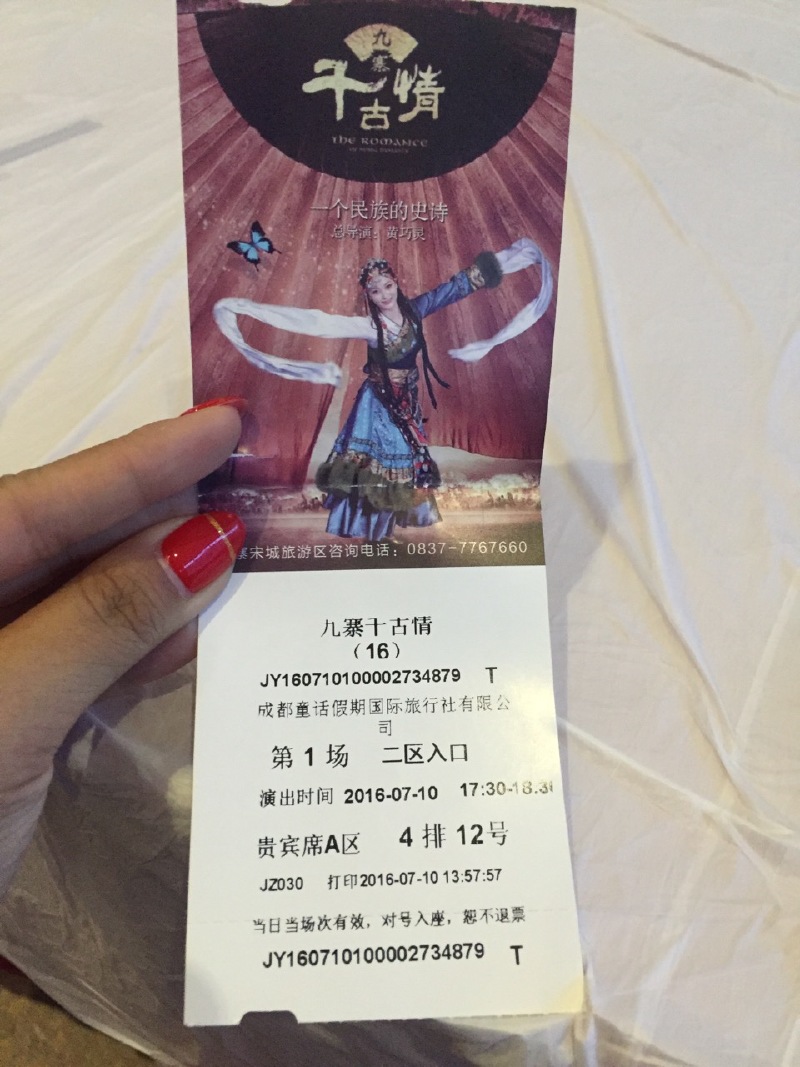 九寨
千古情
THE ROMANCE
一个民族的史诗
总导演：黄巧灵
寨宋城旅游区咨询电话：0837-7767660
九寨千古情
（16）
JY160710100002734879 T
成都童话假期国际旅行社有限公
司
第 1 场 二区入口
演出时间 2016-07-10 17:30-18:30
贵宾席A区 4 排 12号
JZ030 打印2016-07-10 13:57:57
当日当场次有效，对号入座，恕不退票
JY160710100002734879 T